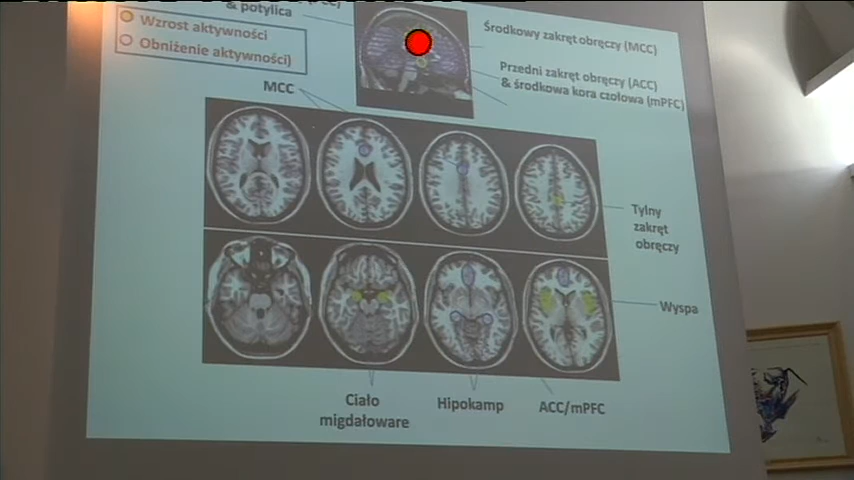 & potylica
Wzrost aktywności
Obniżenie aktywności)
Środkowy zakręt obręczy (MCC)
Przedni zakręt obręczy (ACC)
& środkowa kora czołowa (mPFC)
MCC
Tylny
zakręt
obręczy
Wyspa
Ciało
migdałoware
Hipokamp
ACC/mPFC